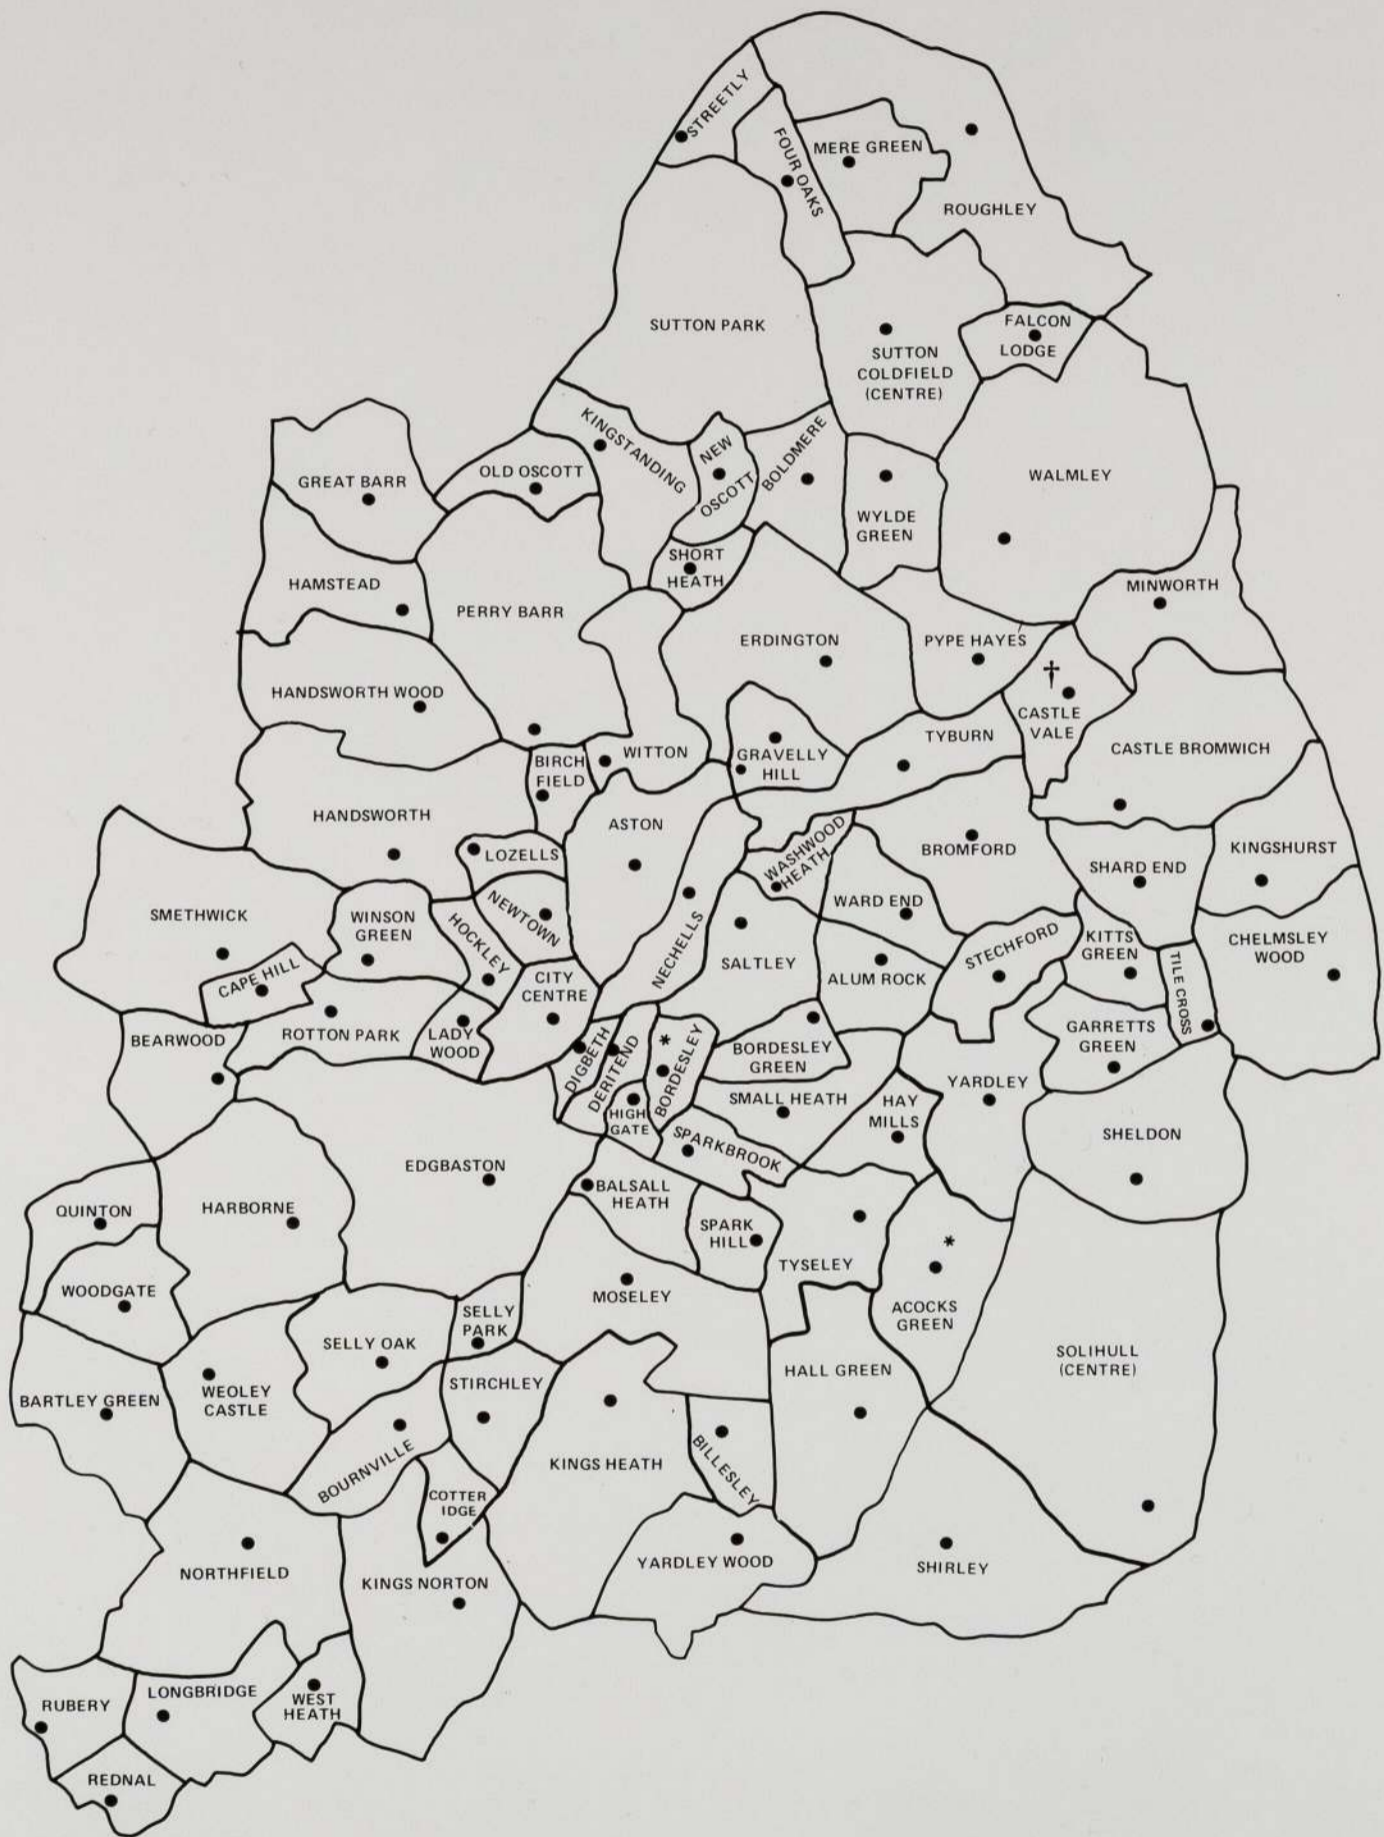 STREETLY
FOUR OAKS
MERE GREEN
ROUGHLEY
SUTTON PARK
SUTTON
COLDFIELD
(CENTRE)
FALCON
LODGE
KINGSTANDING
NEW
OSCOTT
BOLDMERE
OLD OSCOTT
GREAT BARR
WALMLEY
WYLDE
GREEN
SHORT
HEATH
HAMSTEAD
PERRY BARR
MINWORTH
ERDINGTON
PYPE HAYES
†
CASTLE
VALE
HANDSWORTH WOOD
TYBURN
CASTLE BROMWICH
WITTON
GRAVELLY
HILL
BIRCH
FIELD
HANDSWORTH
ASTON
LOZELLS
WASHWOOD
HEATH
BROMFORD
SHARD END
KINGSHURST
SMETHWICK
WINSON
GREEN
HOCKLEY
NEWTOWN
NECHELLS
WARD END
SALTLEY
ALUM ROCK
STECHFORD
KITTS
GREEN
TILE CROSS
CHELMSLEY
WOOD
CAPE HILL
CITY
CENTRE
BEARWOOD
ROTTON PARK
LADY
WOOD
DIGBETH
DERITEND
*
BORDESLEY
BORDESLEY
GREEN
GARRETTS
GREEN
YARDLEY
SMALL HEATH
HAY
MILLS
HIGH
GATE
SPARKBROOK
SHELDON
EDGBASTON
BALSALL
HEATH
QUINTON
HARBORNE
SPARK
HILL
TYSELEY
*
ACOCKS
GREEN
WOODGATE
MOSELEY
SELLY
PARK
SELLY OAK
SOLIHULL
(CENTRE)
HALL GREEN
STIRCHLEY
WEOLEY
CASTLE
BARTLEY GREEN
BOURNVILLE
KINGS HEATH
BILLESLEY
COTTER
IDGE
NORTHFIELD
KINGS NORTON
YARDLEY WOOD
SHIRLEY
RUBERY
LONGBRIDGE
WEST
HEATH
REDNAL